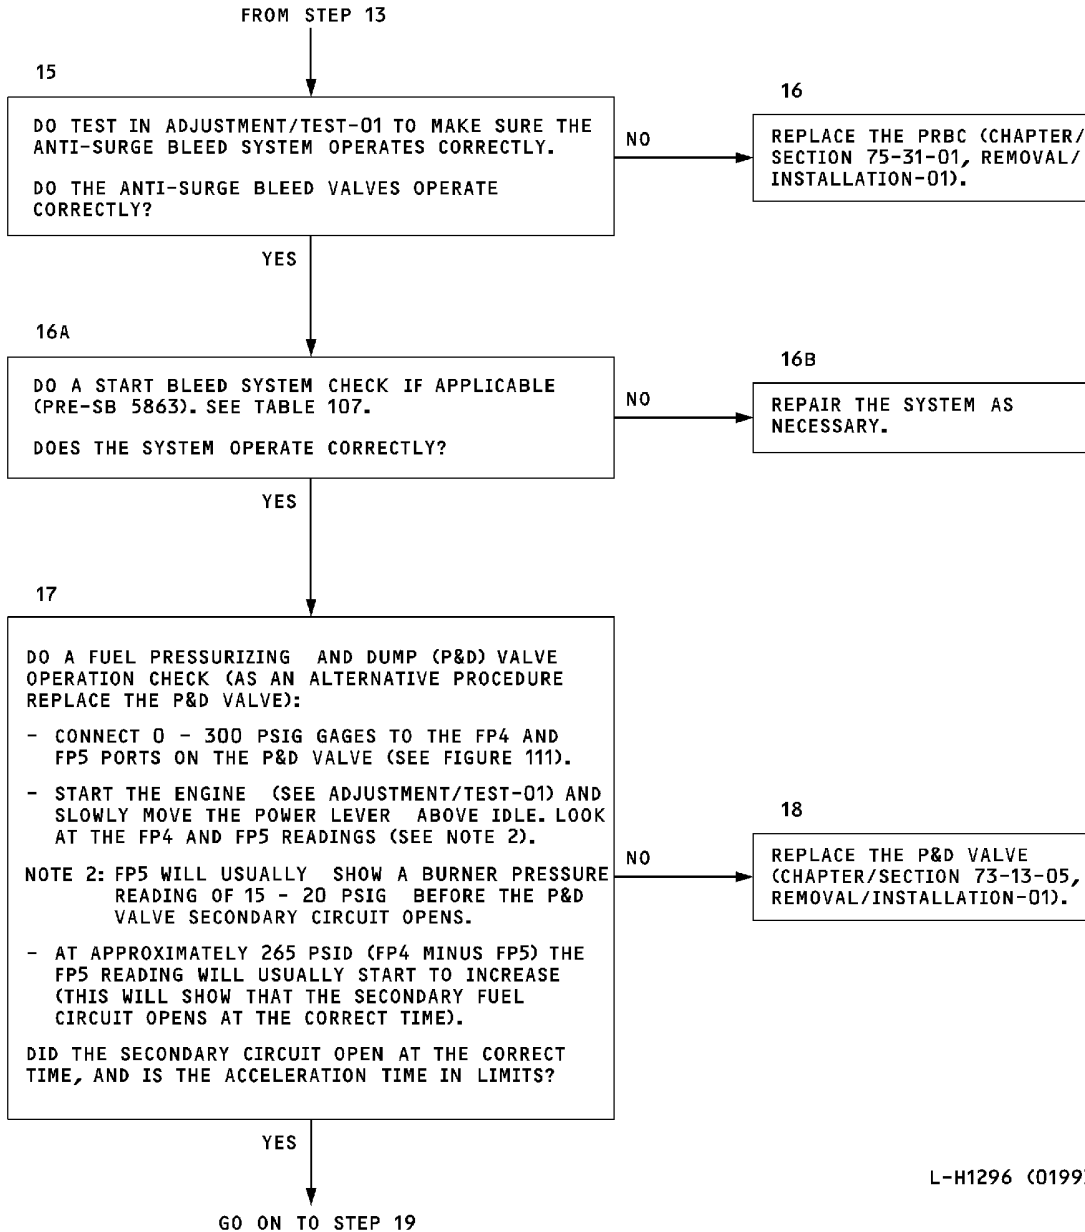 FROM STEP 13
15
DO TEST IN ADJUSTMENT/TEST-01 TO MAKE SURE THE
ANTI-SURGE BLEED SYSTEM OPERATES CORRECTLY.
DO THE ANTI-SURGE BLEED VALVES OPERATE
CORRECTLY?
NO
16
REPLACE THE PRBC (CHAPTER/
SECTION 75-31-01, REMOVAL/
INSTALLATION-01).
YES
16A
DO A START BLEED SYSTEM CHECK IF APPLICABLE
(PRE-SB 5863). SEE TABLE 107.
DOES THE SYSTEM OPERATE CORRECTLY?
NO
16B
REPAIR THE SYSTEM AS
NECESSARY.
YES
17
DO A FUEL PRESSURIZING AND DUMP (P&D) VALVE
OPERATION CHECK (AS AN ALTERNATIVE PROCEDURE
REPLACE THE P&D VALVE):
- CONNECT 0 - 300 PSIG GAGES TO THE FP4 AND
FP5 PORTS ON THE P&D VALVE (SEE FIGURE 111).
- START THE ENGINE (SEE ADJUSTMENT/TEST-01) AND
SLOWLY MOVE THE POWER LEVER ABOVE IDLE. LOOK
AT THE FP4 AND FP5 READINGS (SEE NOTE 2).
NOTE 2: FP5 WILL USUALLY SHOW A BURNER PRESSURE
READING OF 15 - 20 PSIG BEFORE THE P&D
VALVE SECONDARY CIRCUIT OPENS.
- AT APPROXIMATELY 265 PSID (FP4 MINUS FP5) THE
FP5 READING WILL USUALLY START TO INCREASE
(THIS WILL SHOW THAT THE SECONDARY FUEL
CIRCUIT OPENS AT THE CORRECT TIME).
DID THE SECONDARY CIRCUIT OPEN AT THE CORRECT
TIME, AND IS THE ACCELERATION TIME IN LIMITS?
NO
18
REPLACE THE P&D VALVE
(CHAPTER/SECTION 73-13-05,
REMOVAL/INSTALLATION-01).
YES
GO ON TO STEP 19
L-H1296 (0199)